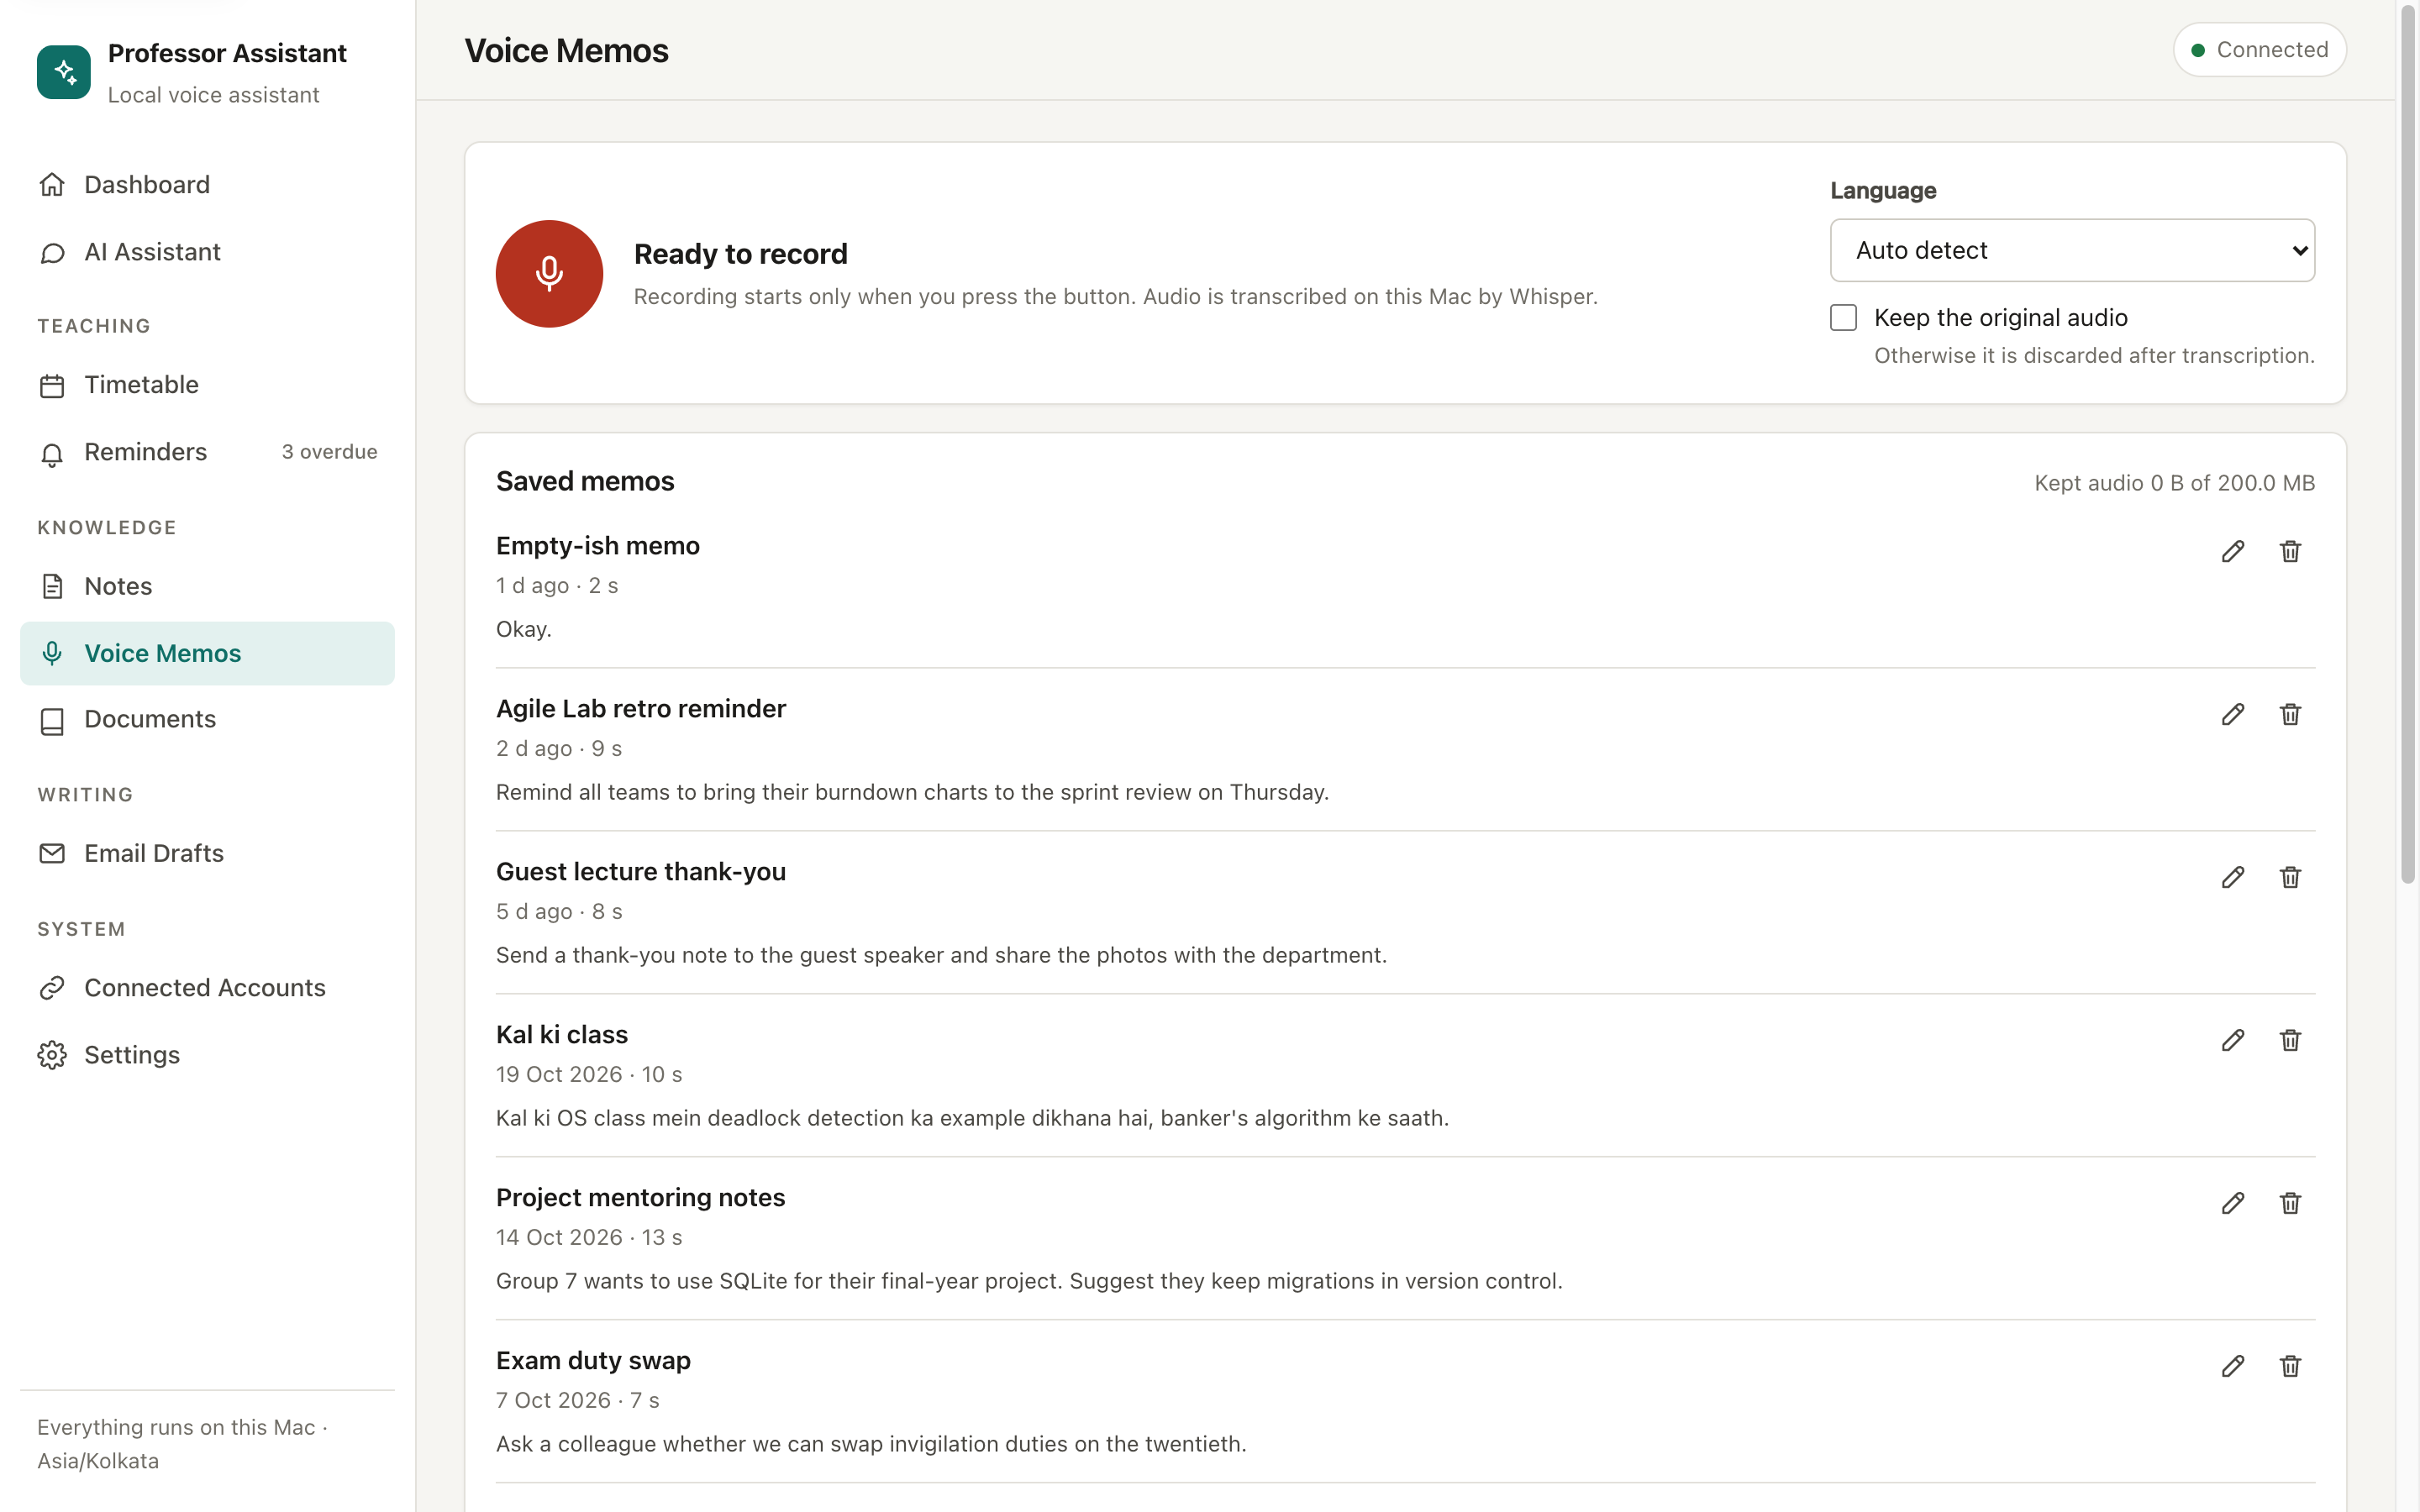 Professor Assistant
Local voice assistant
Dashboard
AI Assistant
TEACHING
Timetable
Reminders 3 overdue
KNOWLEDGE
Notes
Voice Memos
Documents
WRITING
Email Drafts
SYSTEM
Connected Accounts
Settings
Everything runs on this Mac ·
Asia/Kolkata
Voice Memos
Connected
Ready to record
Recording starts only when you press the button. Audio is transcribed on this Mac by Whisper.
Language
Auto detect
Keep the original audio
Otherwise it is discarded after transcription.
Saved memos
Kept audio 0 B of 200.0 MB
Empty-ish memo
1 d ago · 2 s
Okay.
Agile Lab retro reminder
2 d ago · 9 s
Remind all teams to bring their burndown charts to the sprint review on Thursday.
Guest lecture thank-you
5 d ago · 8 s
Send a thank-you note to the guest speaker and share the photos with the department.
Kal ki class
19 Oct 2026 · 10 s
Kal ki OS class mein deadlock detection ka example dikhana hai, banker's algorithm ke saath.
Project mentoring notes
14 Oct 2026 · 13 s
Group 7 wants to use SQLite for their final-year project. Suggest they keep migrations in version control.
Exam duty swap
7 Oct 2026 · 7 s
Ask a colleague whether we can swap invigilation duties on the twentieth.